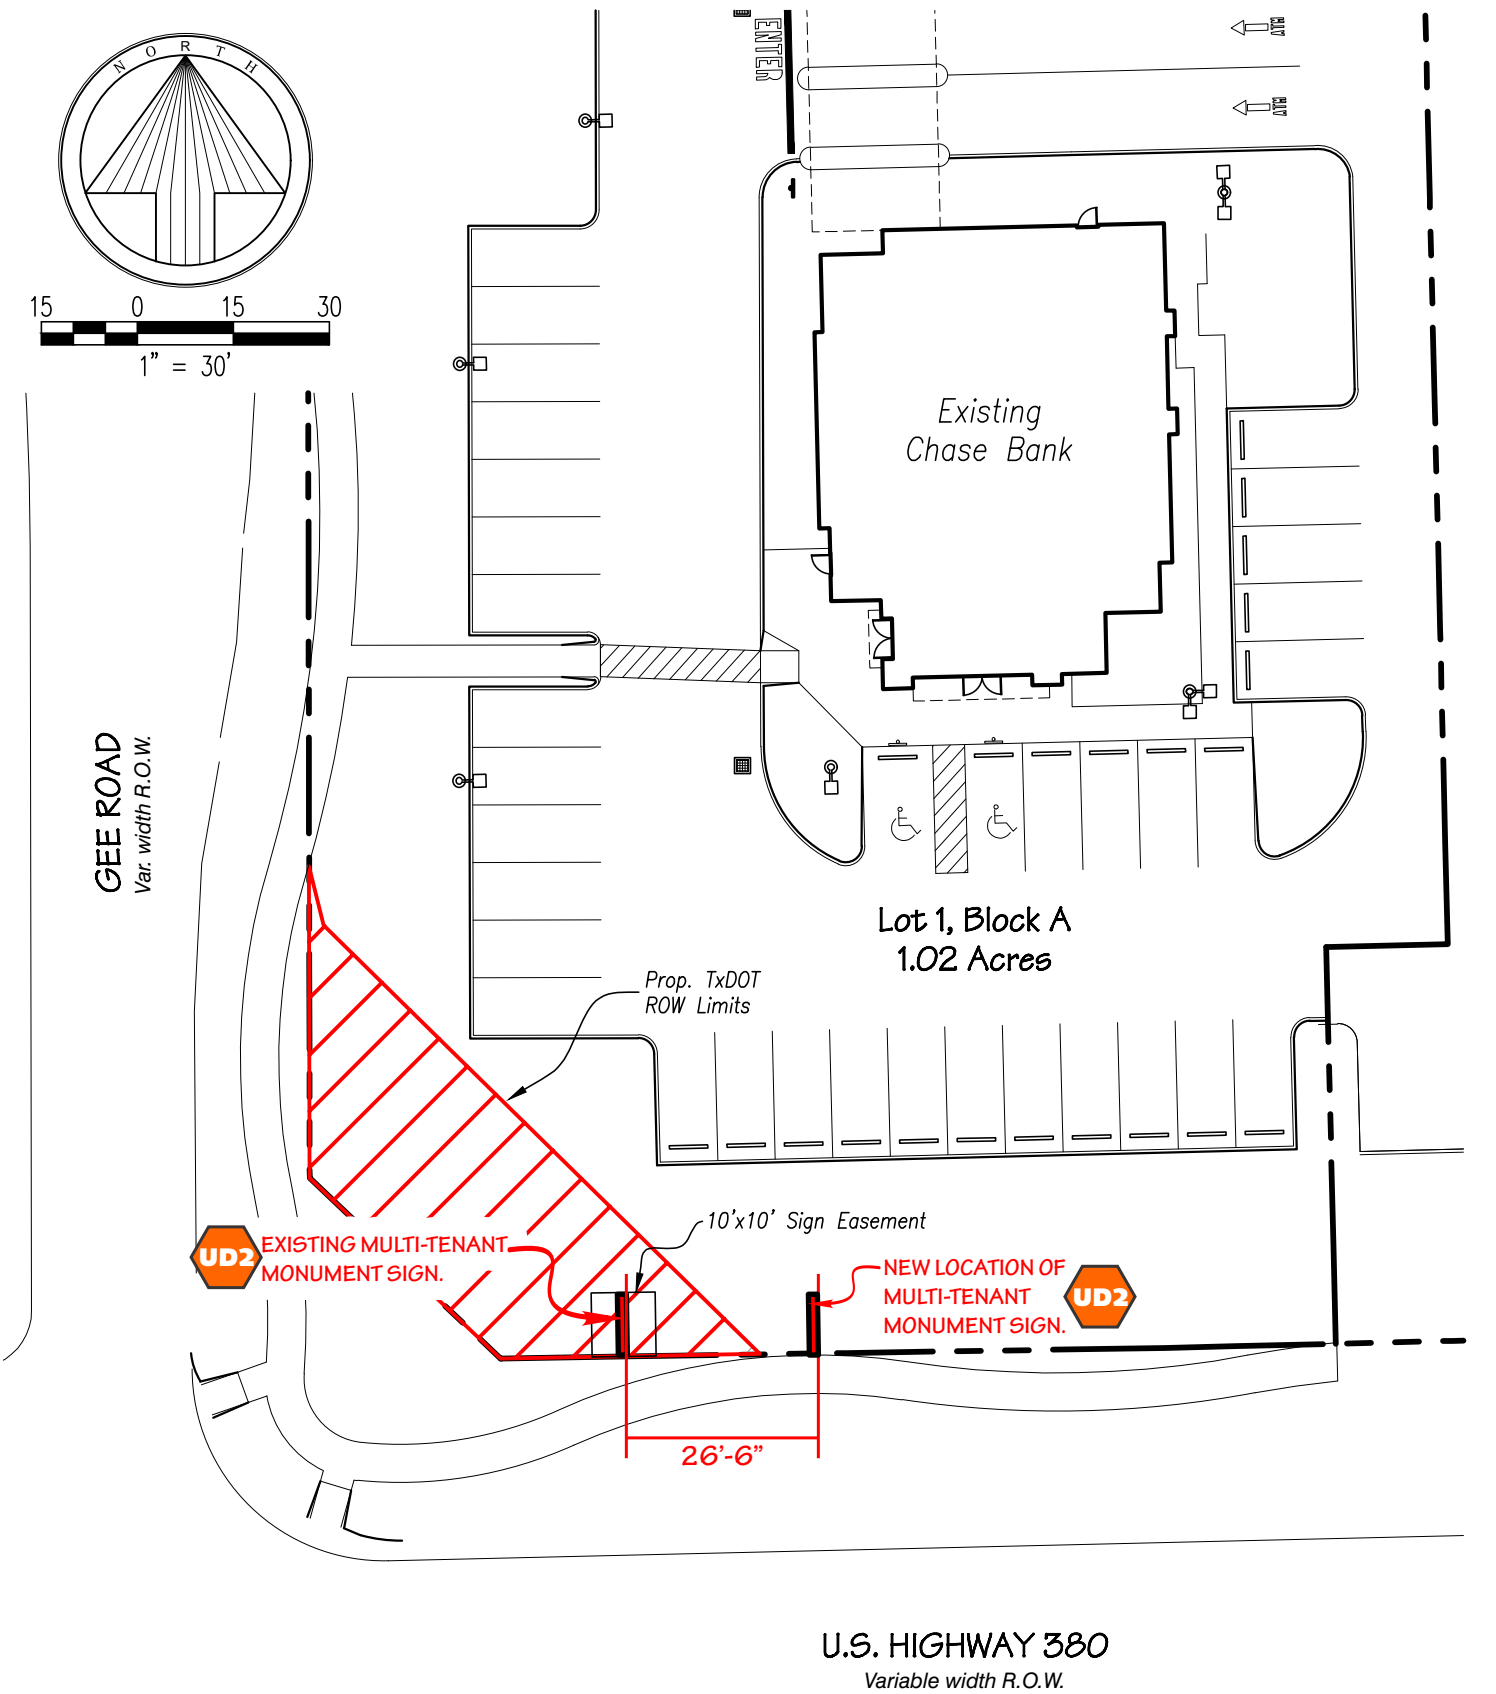 N O R T H
15 0 15 30
1" = 30'
ENTER
ATM
ATM
Existing
Chase Bank
GEE ROAD
Var. width R.O.W.
Lot 1, Block A
1.02 Acres
Prop. TxDOT
ROW Limits
10'x10' Sign Easement
UD2
EXISTING MULTI-TENANT
MONUMENT SIGN.
NEW LOCATION OF
MULTI-TENANT
MONUMENT SIGN.
UD2
26'-6"
U.S. HIGHWAY 380
Variable width R.O.W.